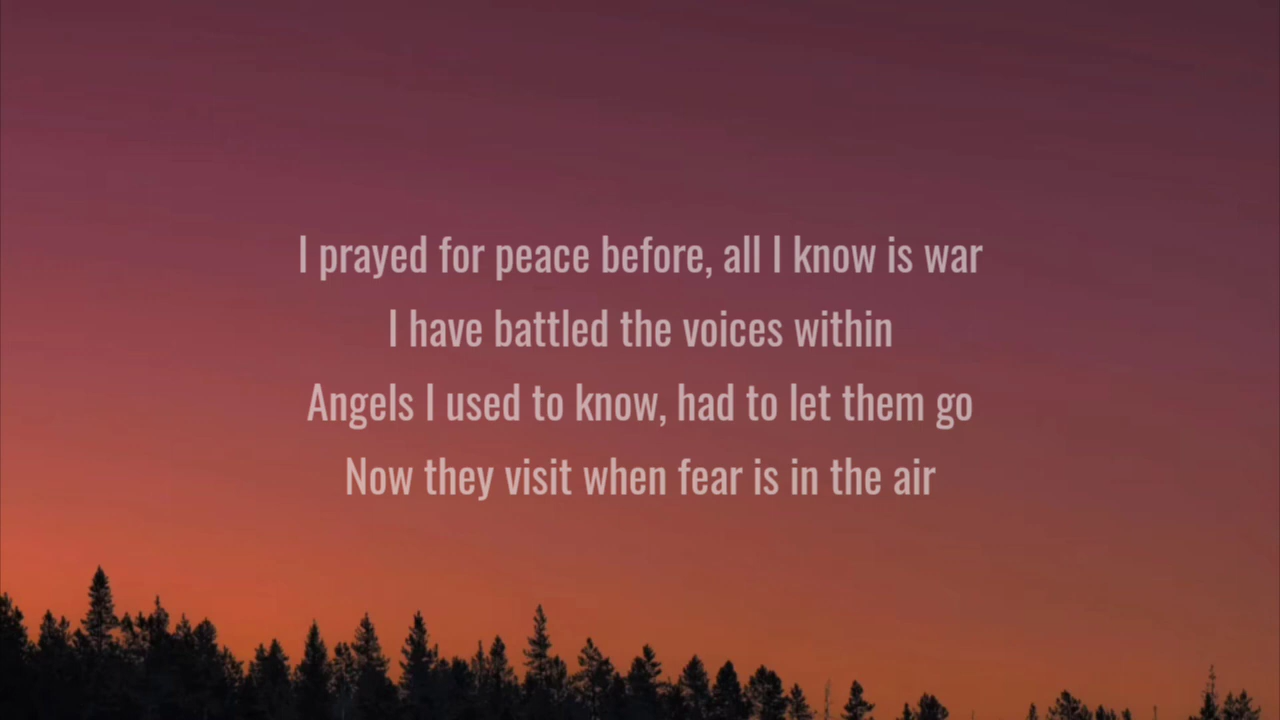 I prayed for peace before, all I know is war
I have battled the voices within
Angels I used to know, had to let them go
Now they visit when fear is in the air